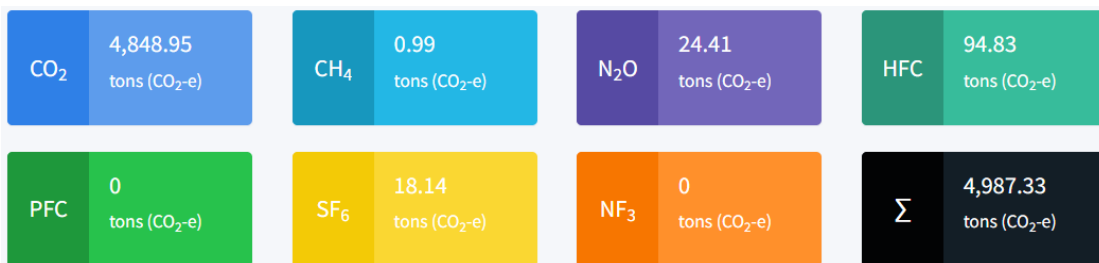 CO₂
4,848.95
tons (CO₂-e)
CH₄
0.99
tons (CO₂-e)
N₂O
24.41
tons (CO₂-e)
HFC
94.83
tons (CO₂-e)
PFC
0
tons (CO₂-e)
SF₆
18.14
tons (CO₂-e)
NF₃
0
tons (CO₂-e)
Σ
4,987.33
tons (CO₂-e)